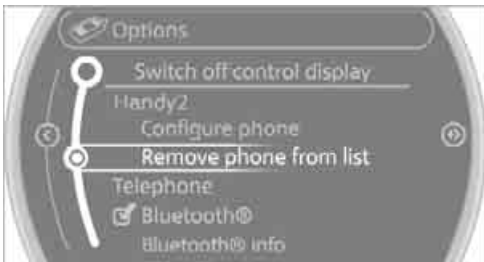 Options
Switch off control display
Handy2
Configure phone
Remove phone from list
Telephone
Bluetooth®
Bluetooth® info